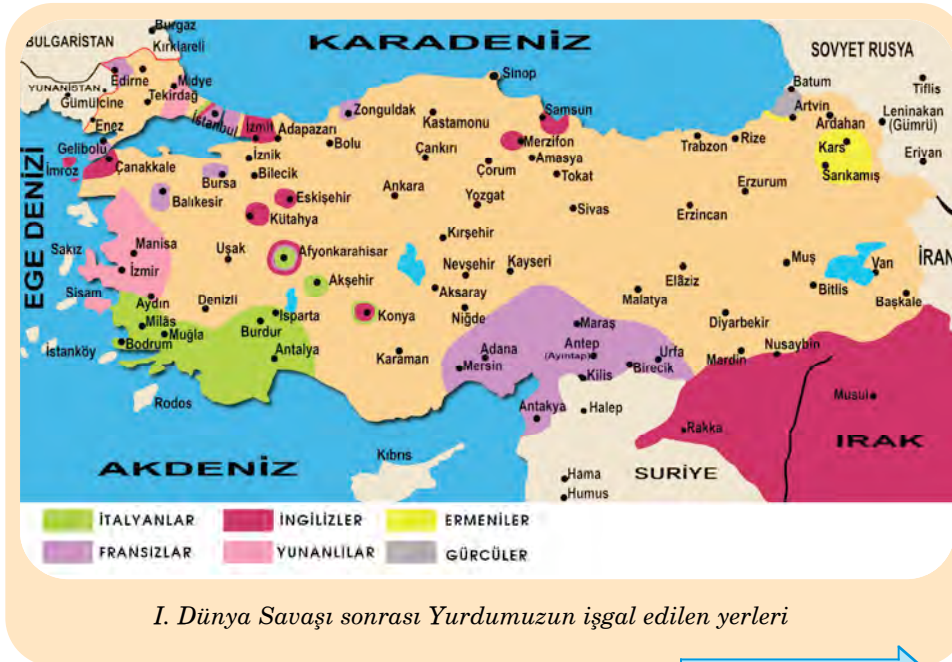 Burgaz
BULGARİSTAN
Kırklareli
KARADENİZ
SOVYET RUSYA
Edirne
Midye
Sinop
Batum
Tiflis
YUNANİSTAN
Gümülcine
Tekirdağ
İstanbul
Zonguldak
Kastamonu
Samsun
Artvin
Ardahan
Leninakan
(Gümrü)
Enez
İzmit
Adapazarı
Bolu
Merzifon
Trabzon
Rize
Kars
Gelibolu
Çanakkale
İznik
Çankırı
Çorum
Amasya
Erivan
İmroz
Bursa
Bilecik
Tokat
Sarıkamış
EGE DENİZİ
Balıkesir
Eskişehir
Ankara
Yozgat
Erzurum
Kütahya
Sivas
Erzincan
Sakız
Manisa
Uşak
Afyonkarahisar
Kırşehir
İRAN
İzmir
Akşehir
Nevşehir
Kayseri
Elâziz
Muş
Van
Sisam
Aydın
Denizli
Aksaray
Malatya
Bitlis
Başkale
Milâs
Isparta
Konya
Niğde
Diyarbekir
Burdur
Maraş
Muğla
Bodrum
İstanköy
Antalya
Karaman
Adana
Antep
(Ayıntap)
Urfa
Mardin
Nusaybin
Mersin
Kilis
Birecik
Rodos
Antakya
Halep
Musul
Rakka
IRAK
AKDENİZ
Kıbrıs
Hama
SURİYE
Humus
İTALYANLAR
İNGİLİZLER
ERMENİLER
FRANSIZLAR
YUNANLILAR
GÜRCÜLER
I. Dünya Savaşı sonrası Yurdumuzun işgal edilen yerleri